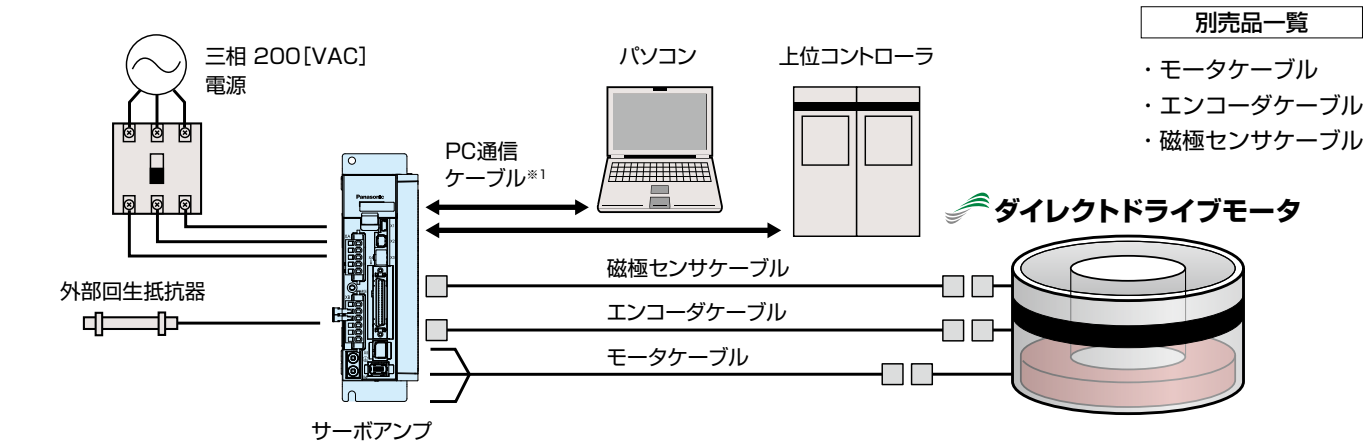 別売品一覧
・モータケーブル
・エンコーダケーブル
・磁極センサケーブル
三相 200[VAC]
電源
パソコン
上位コントローラ
PC通信
ケーブル※1
Panasonic
ダイレクトドライブモータ
磁極センサケーブル
外部回生抵抗器
エンコーダケーブル
モータケーブル
サーボアンプ